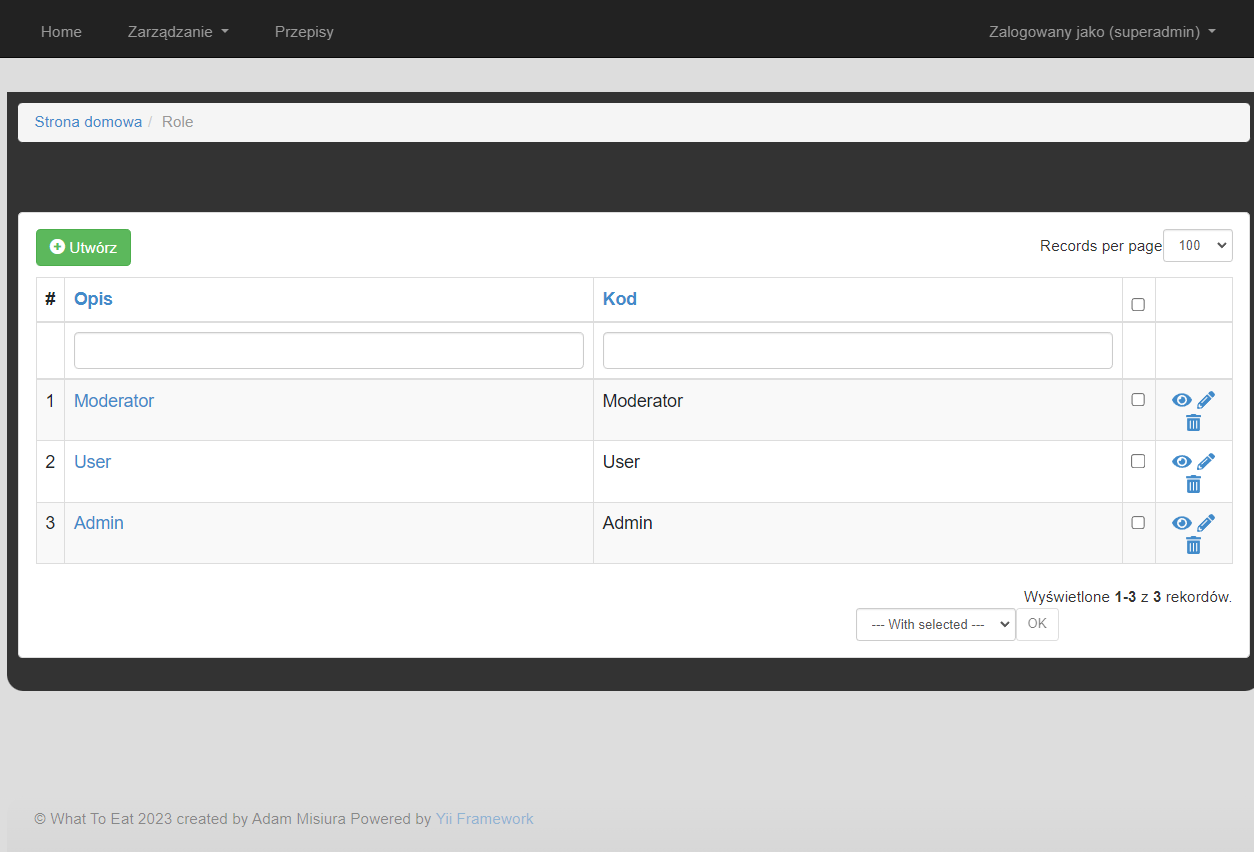 Home Zarządzanie Przepisy Zalogowany jako (superadmin)
Strona domowa / Role
Utwórz Records per page 100
# Opis Kod
1 Moderator Moderator
2 User User
3 Admin Admin
Wyświetlone 1-3 z 3 rekordów.
--- With selected --- OK
© What To Eat 2023 created by Adam Misiura Powered by Yii Framework